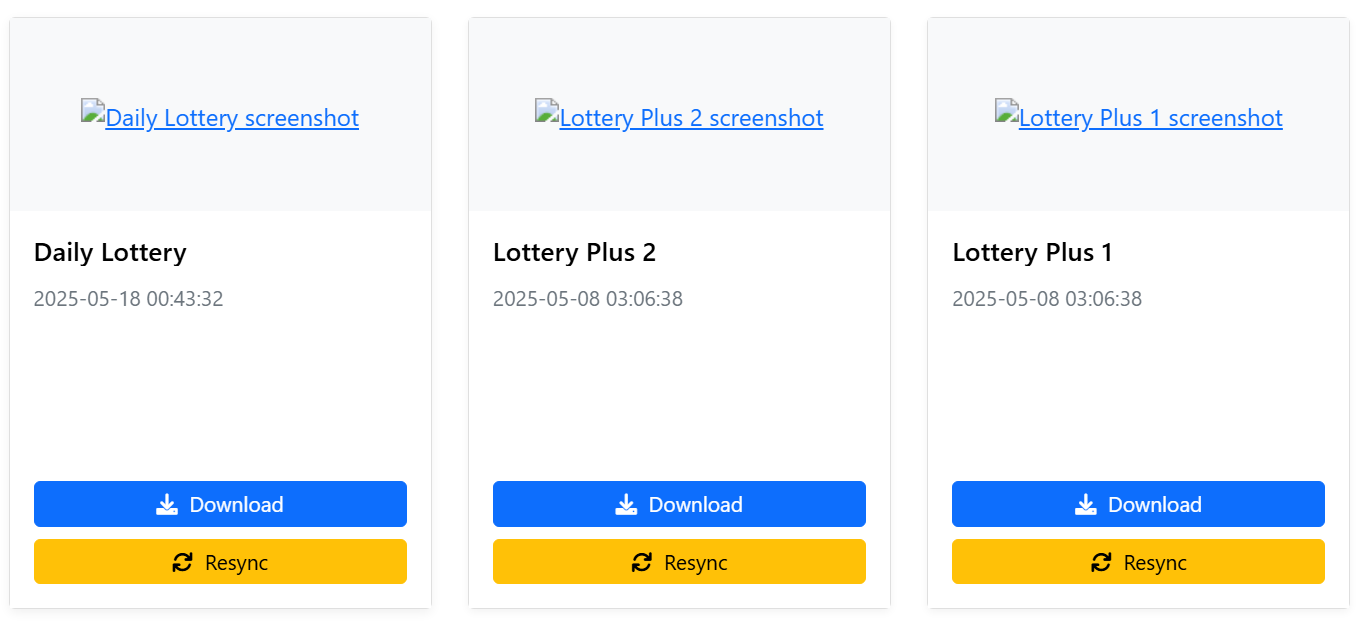 Daily Lottery screenshot
Lottery Plus 2 screenshot
Lottery Plus 1 screenshot
Daily Lottery
2025-05-18 00:43:32
Download
Resync
Lottery Plus 2
2025-05-08 03:06:38
Download
Resync
Lottery Plus 1
2025-05-08 03:06:38
Download
Resync